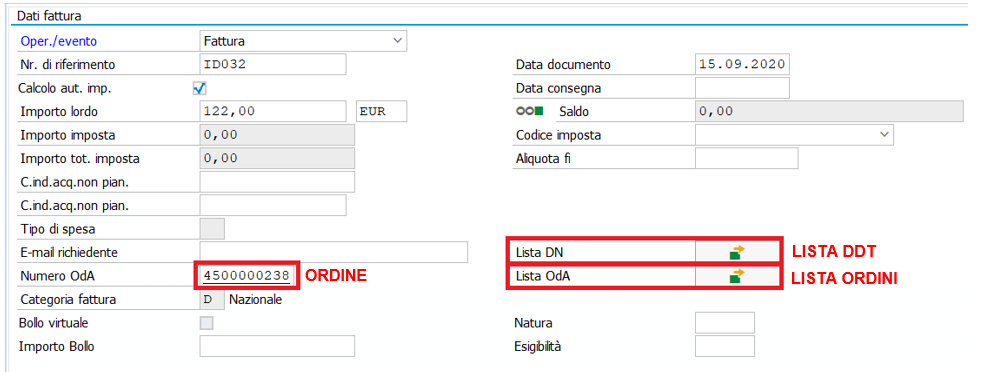 Dati fattura
Oper./evento Fattura
Nr. di riferimento ID032 Data documento 15.09.2020
Calcolo aut. imp. Data consegna
Importo lordo 122,00 EUR Saldo 0,00
Importo imposta 0,00 Codice imposta
Importo tot. imposta 0,00 Aliquota fi
C.ind.acq.non pian.
C.ind.acq.non pian.
Tipo di spesa
E-mail richiedente Lista DN LISTA DDT
Numero OdA 4500000238 ORDINE Lista OdA LISTA ORDINI
Categoria fattura D Nazionale
Bollo virtuale Natura
Importo Bollo Esigibilità